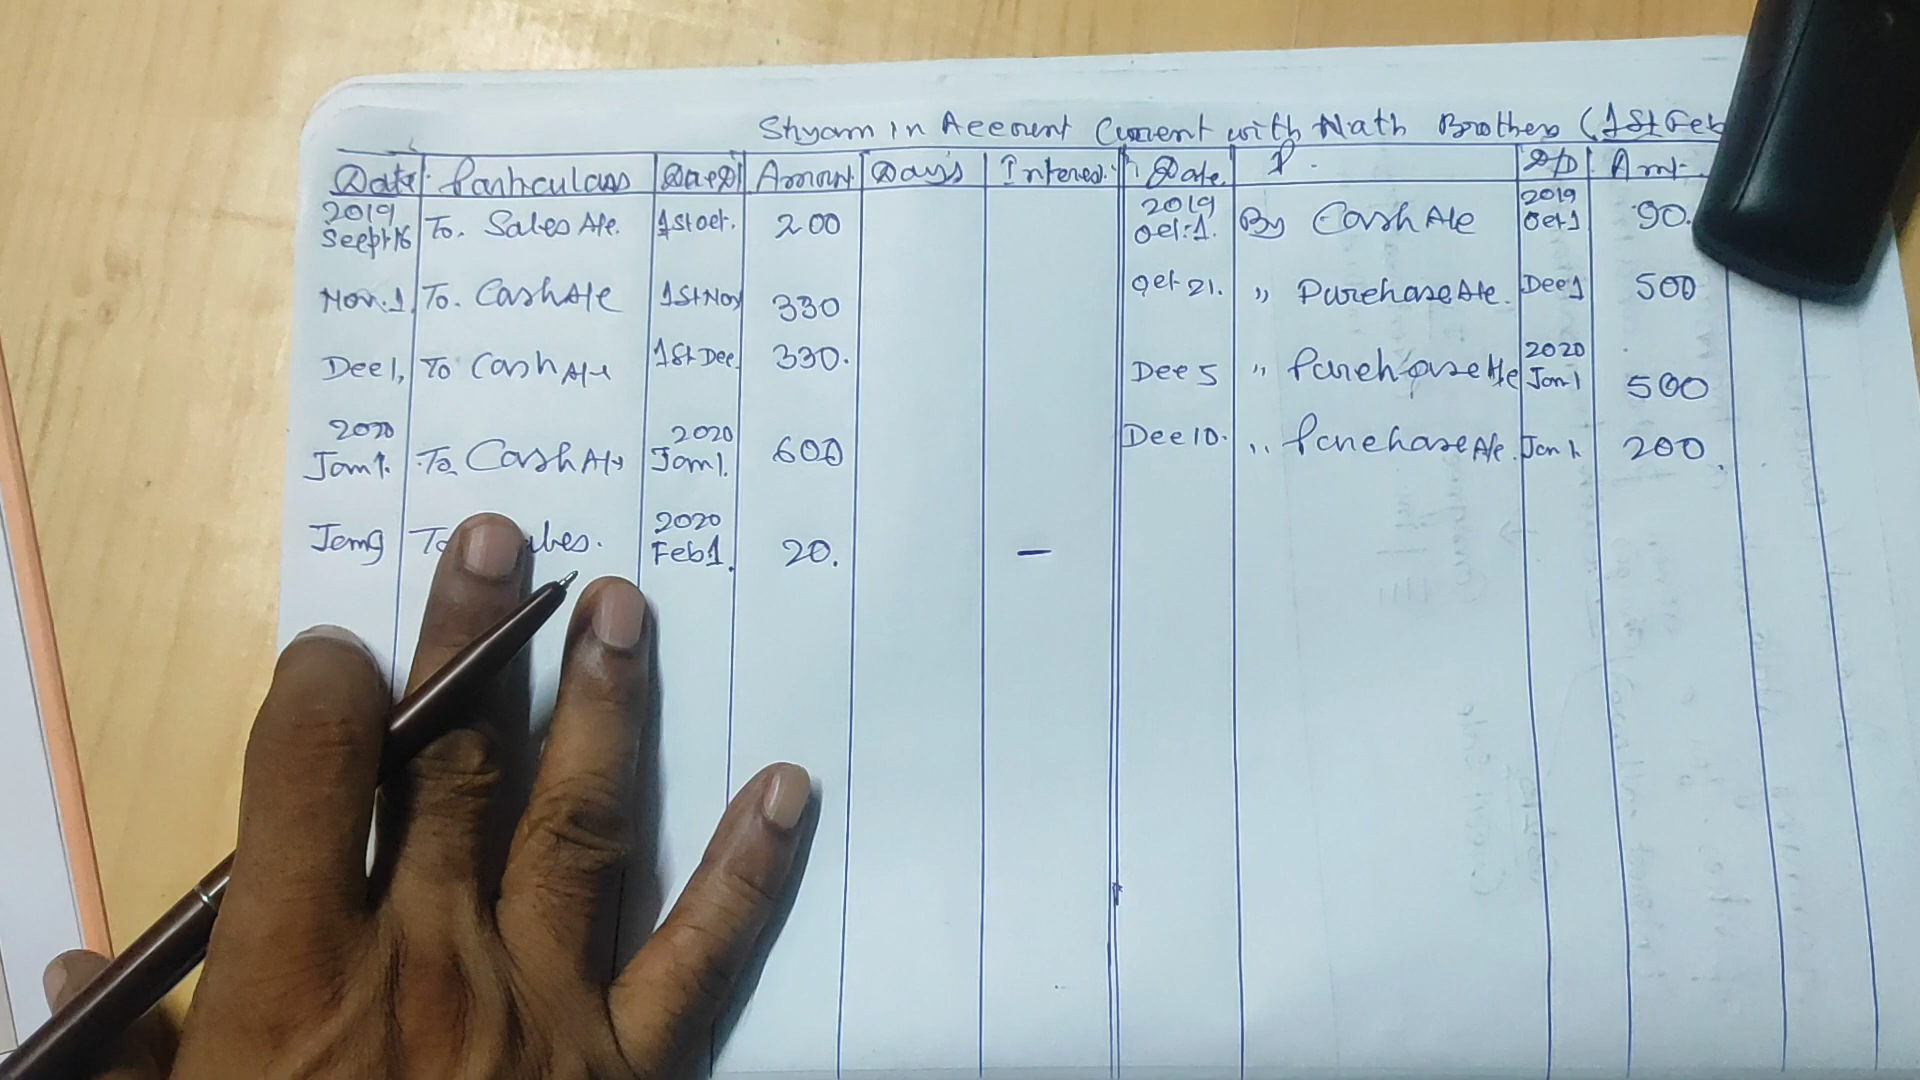 Shyam in Account Current with Nath Brothers (1st Feb
Date Particulars Due D Amount Days Interest Date P. D/D Amt.
2019 Sept 16 To. Sales A/c. 1st Oct. 200
Nov. 1 To. Cash A/c 1st Nov 330
Dec 1, To Cash A/c 1st Dec 330.
2020 Jan 1. To Cash A/c 2020 Jan 1. 600
Jan 9 To 2020 Feb 1. 20. —
2019 Oct. 1. By Cash A/c 2019 Oct 1 90.
Oct 21. " Purchase A/c. Dec 1 500
Dec 5 " Purchase A/c 2020 Jan 1 500
Dec 10. " Purchase A/c. Jan 1. 200.